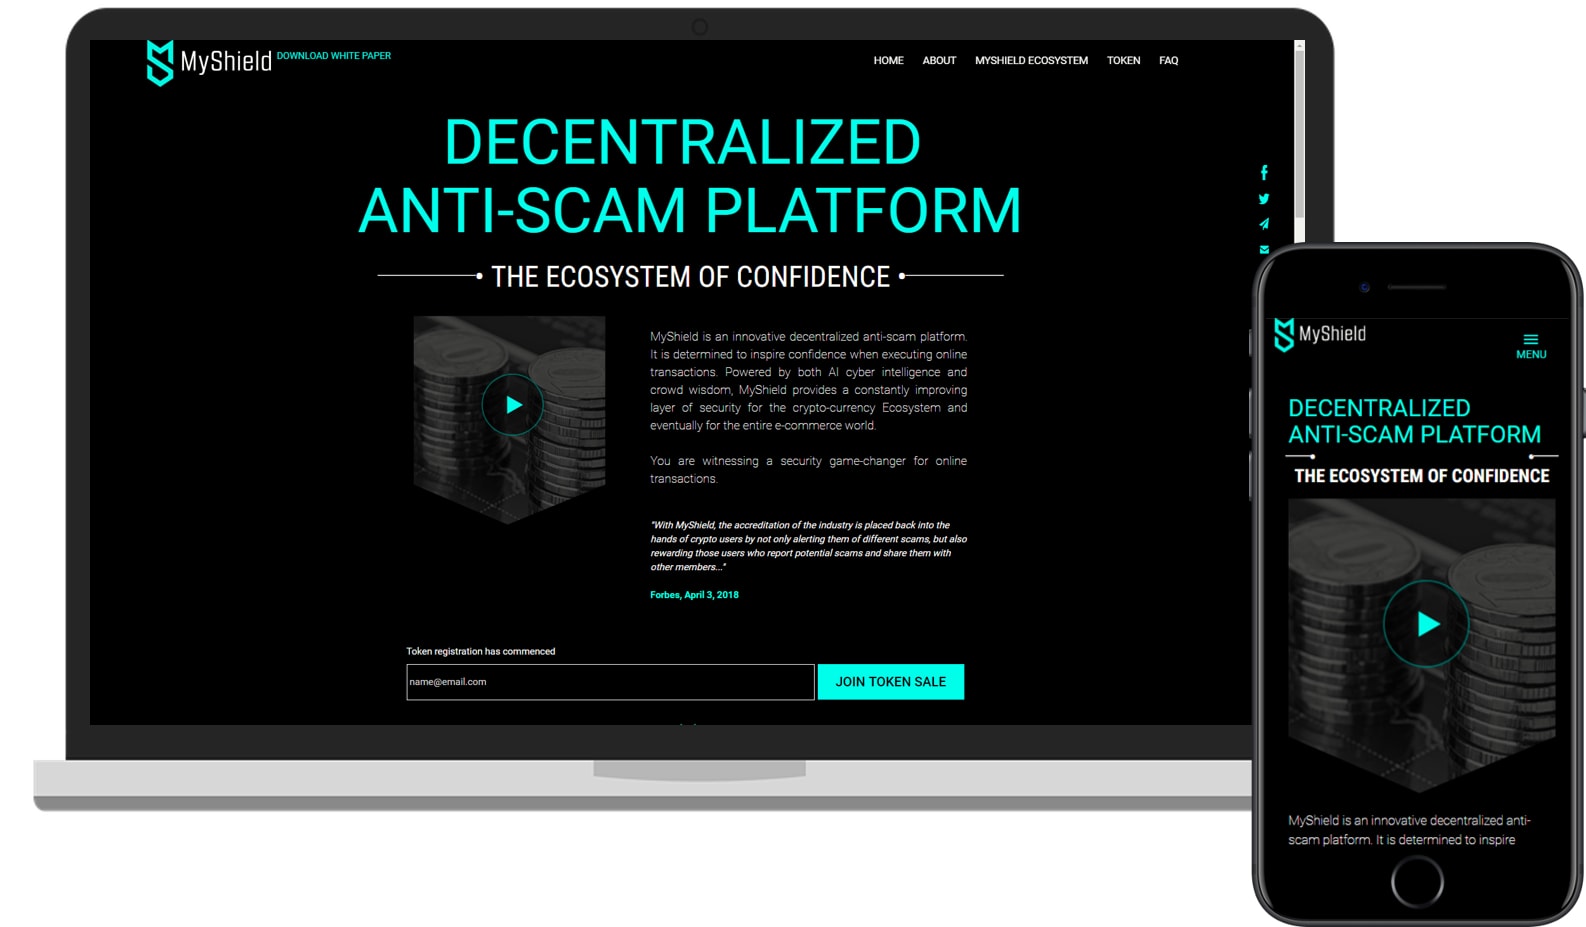 MyShield DOWNLOAD WHITE PAPER
HOME ABOUT MYSHIELD ECOSYSTEM TOKEN FAQ
DECENTRALIZED
ANTI-SCAM PLATFORM
THE ECOSYSTEM OF CONFIDENCE
MyShield is an innovative decentralized anti-scam platform.
It is determined to inspire confidence when executing online
transactions. Powered by both AI cyber intelligence and
crowd wisdom, MyShield provides a constantly improving
layer of security for the crypto-currency Ecosystem and
eventually for the entire e-commerce world.
You are witnessing a security game-changer for online
transactions.
"With MyShield, the accreditation of the industry is placed back into the
hands of crypto users by not only alerting them of different scams, but also
rewarding those users who report potential scams and share them with
other members..."
Forbes, April 3, 2018
Token registration has commenced
name@email.com
JOIN TOKEN SALE
MyShield
MENU
DECENTRALIZED
ANTI-SCAM PLATFORM
THE ECOSYSTEM OF CONFIDENCE
MyShield is an innovative decentralized anti-
scam platform. It is determined to inspire